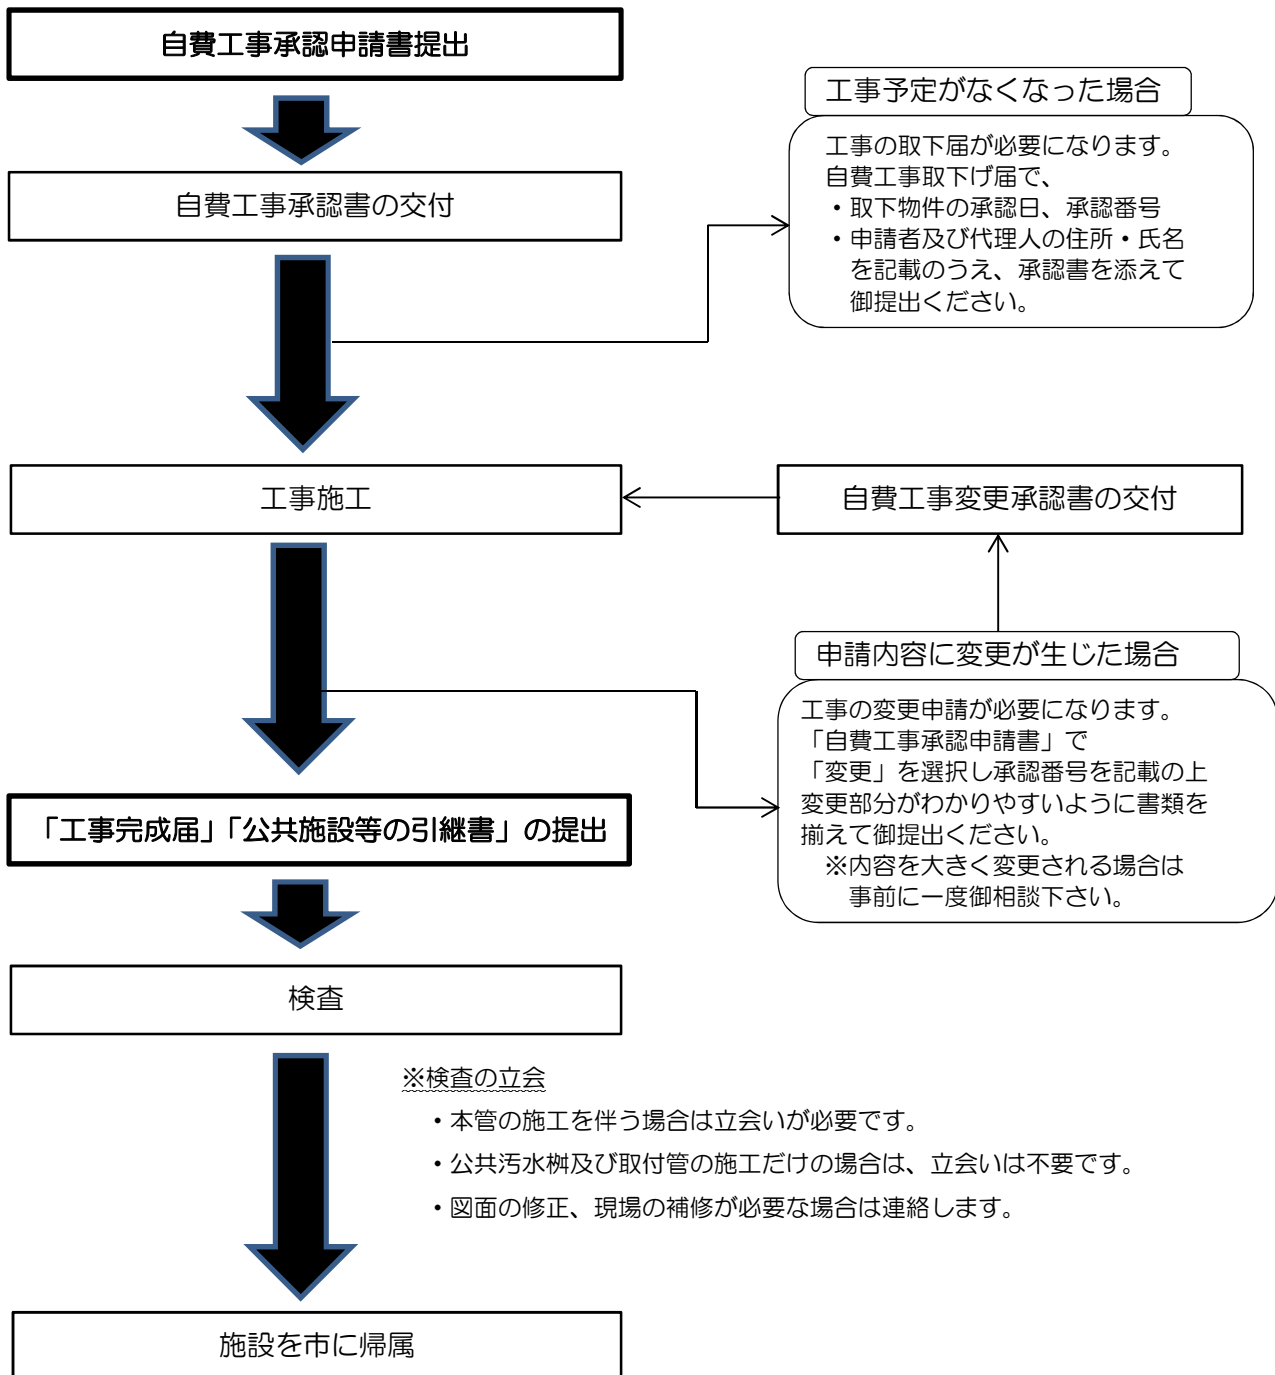 自費工事承認申請書提出
工事予定がなくなった場合
工事の取下届が必要になります。
自費工事取下げ届で、
・取下物件の承認日、承認番号
・申請者及び代理人の住所・氏名
を記載のうえ、承認書を添えて
御提出ください。
自費工事承認書の交付
工事施工
自費工事変更承認書の交付
申請内容に変更が生じた場合
工事の変更申請が必要になります。
「自費工事承認申請書」で
「変更」を選択し承認番号を記載の上
変更部分がわかりやすいように書類を
揃えて御提出ください。
※内容を大きく変更される場合は
事前に一度御相談下さい。
「工事完成届」「公共施設等の引継書」の提出
検査
※検査の立会
・本管の施工を伴う場合は立会いが必要です。
・公共汚水桝及び取付管の施工だけの場合は、立会いは不要です。
・図面の修正、現場の補修が必要な場合は連絡します。
施設を市に帰属